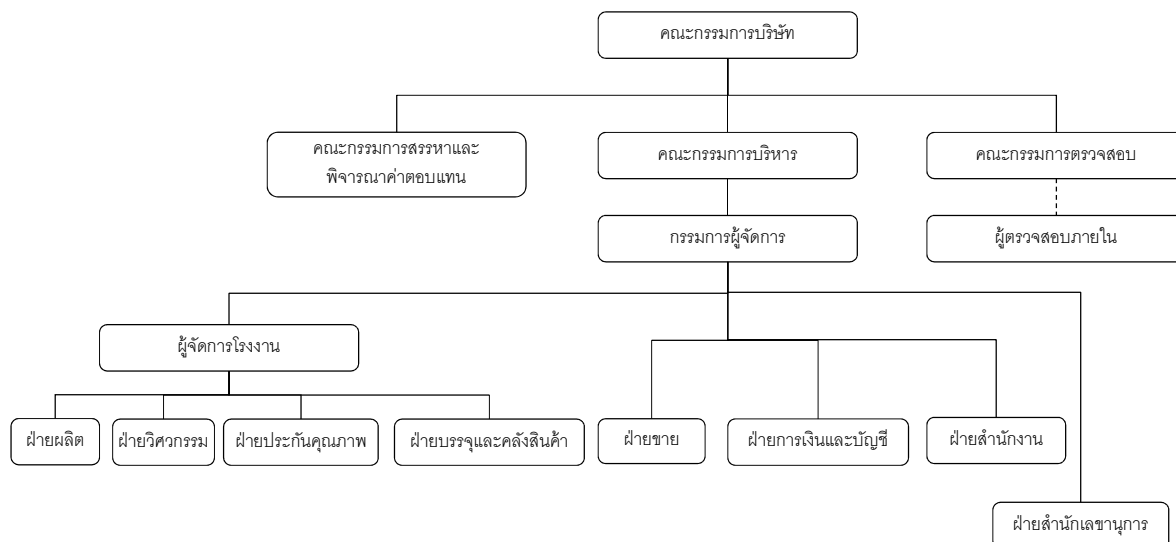 คณะกรรมการบริษัท
คณะกรรมการสรรหาและ
พิจารณาค่าตอบแทน
คณะกรรมการบริหาร
คณะกรรมการตรวจสอบ
กรรมการผู้จัดการ
ผู้ตรวจสอบภายใน
ผู้จัดการโรงงาน
ฝ่ายผลิต
ฝ่ายวิศวกรรม
ฝ่ายประกันคุณภาพ
ฝ่ายบรรจุและคลังสินค้า
ฝ่ายขาย
ฝ่ายการเงินและบัญชี
ฝ่ายสำนักงาน
ฝ่ายสำนักเลขานุการ